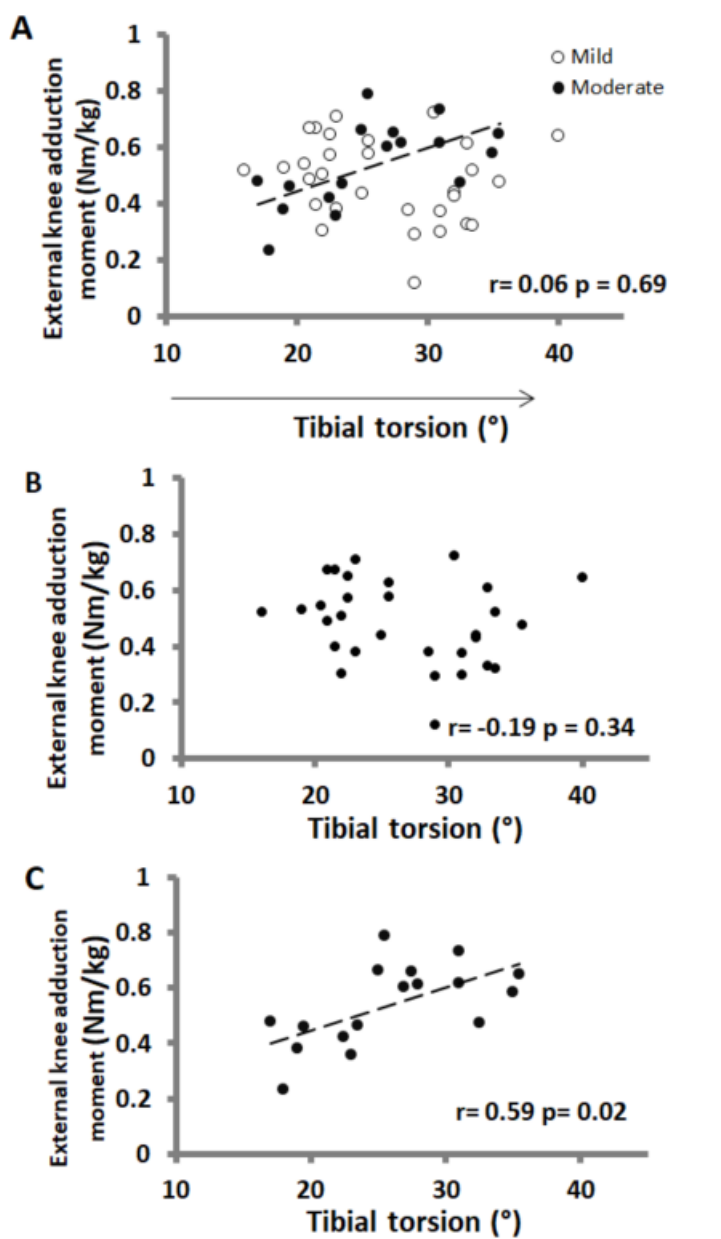 A
External knee adduction
moment (Nm/kg)
1
0.8
0.6
0.4
0.2
0
Mild
Moderate
r= 0.06 p = 0.69
10 20 30 40
Tibial torsion (°)
B
External knee adduction
moment (Nm/kg)
1
0.8
0.6
0.4
0.2
0
r= -0.19 p = 0.34
10 20 30 40
Tibial torsion (°)
C
External knee adduction
moment (Nm/kg)
1
0.8
0.6
0.4
0.2
0
r= 0.59 p= 0.02
10 20 30 40
Tibial torsion (°)